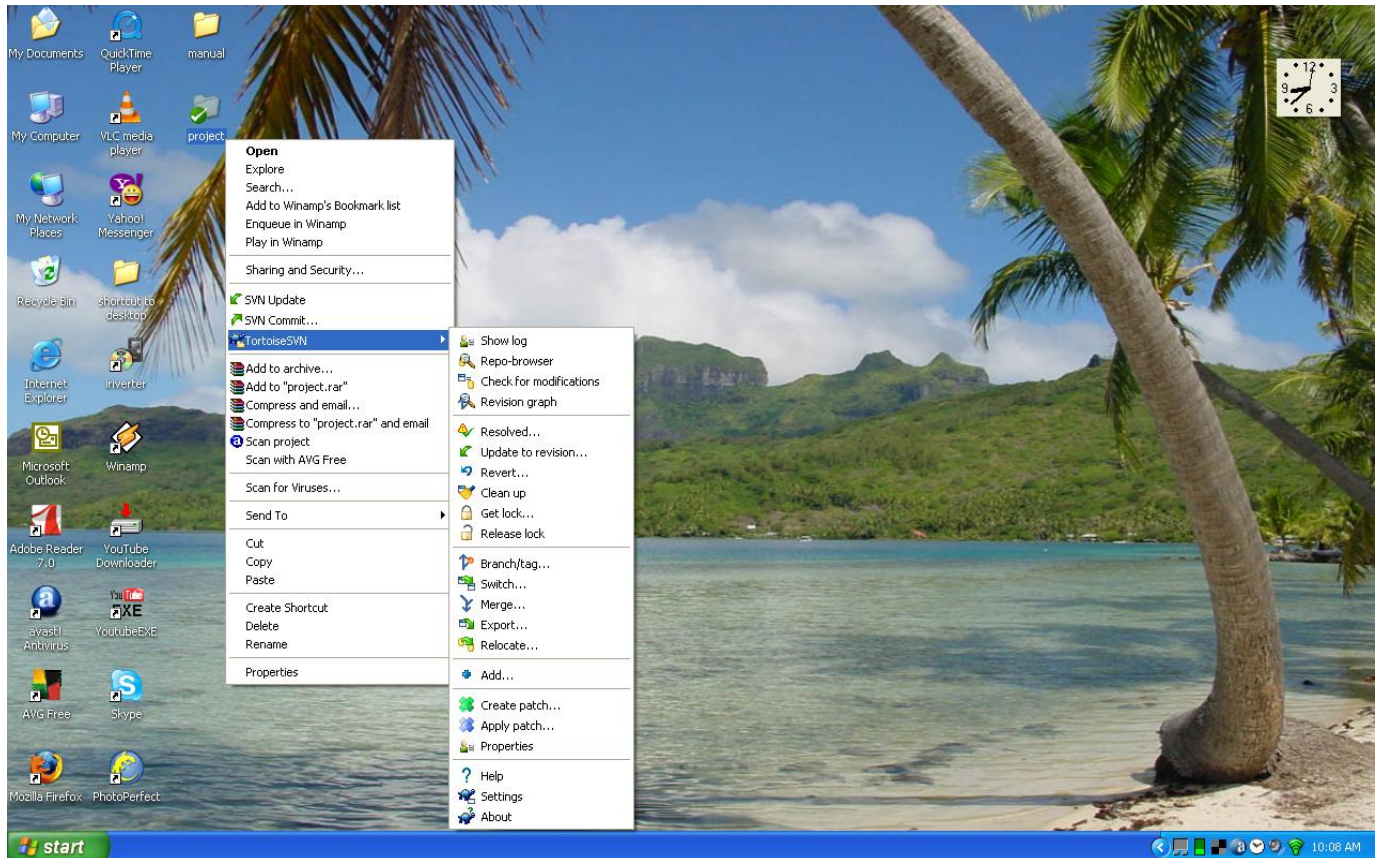 My Documents
QuickTime
Player
manual
My Computer
VLC media
player
project
My Network
Places
Yahoo!
Messenger
Recycle Bin
shortcut to
desktop
Internet
Explorer
iriverter
Microsoft
Outlook
Winamp
Adobe Reader
7.0
YouTube
Downloader
avast!
Antivirus
You Tube
EXE
YoutubeEXE
AVG Free
Skype
Mozilla Firefox
PhotoPerfect
Open
Explore
Search...
Add to Winamp's Bookmark list
Enqueue in Winamp
Play in Winamp
Sharing and Security...
SVN Update
SVN Commit...
TortoiseSVN
Add to archive...
Add to "project.rar"
Compress and email...
Compress to "project.rar" and email
Scan project
Scan with AVG Free
Scan for Viruses...
Send To
Cut
Copy
Paste
Create Shortcut
Delete
Rename
Properties
Show log
Repo-browser
Check for modifications
Revision graph
Resolved...
Update to revision...
Revert...
Clean up
Get lock...
Release lock
Branch/tag...
Switch...
Merge...
Export...
Relocate...
Add...
Create patch...
Apply patch...
Properties
Help
Settings
About
12
9 3
6
start
10:08 AM